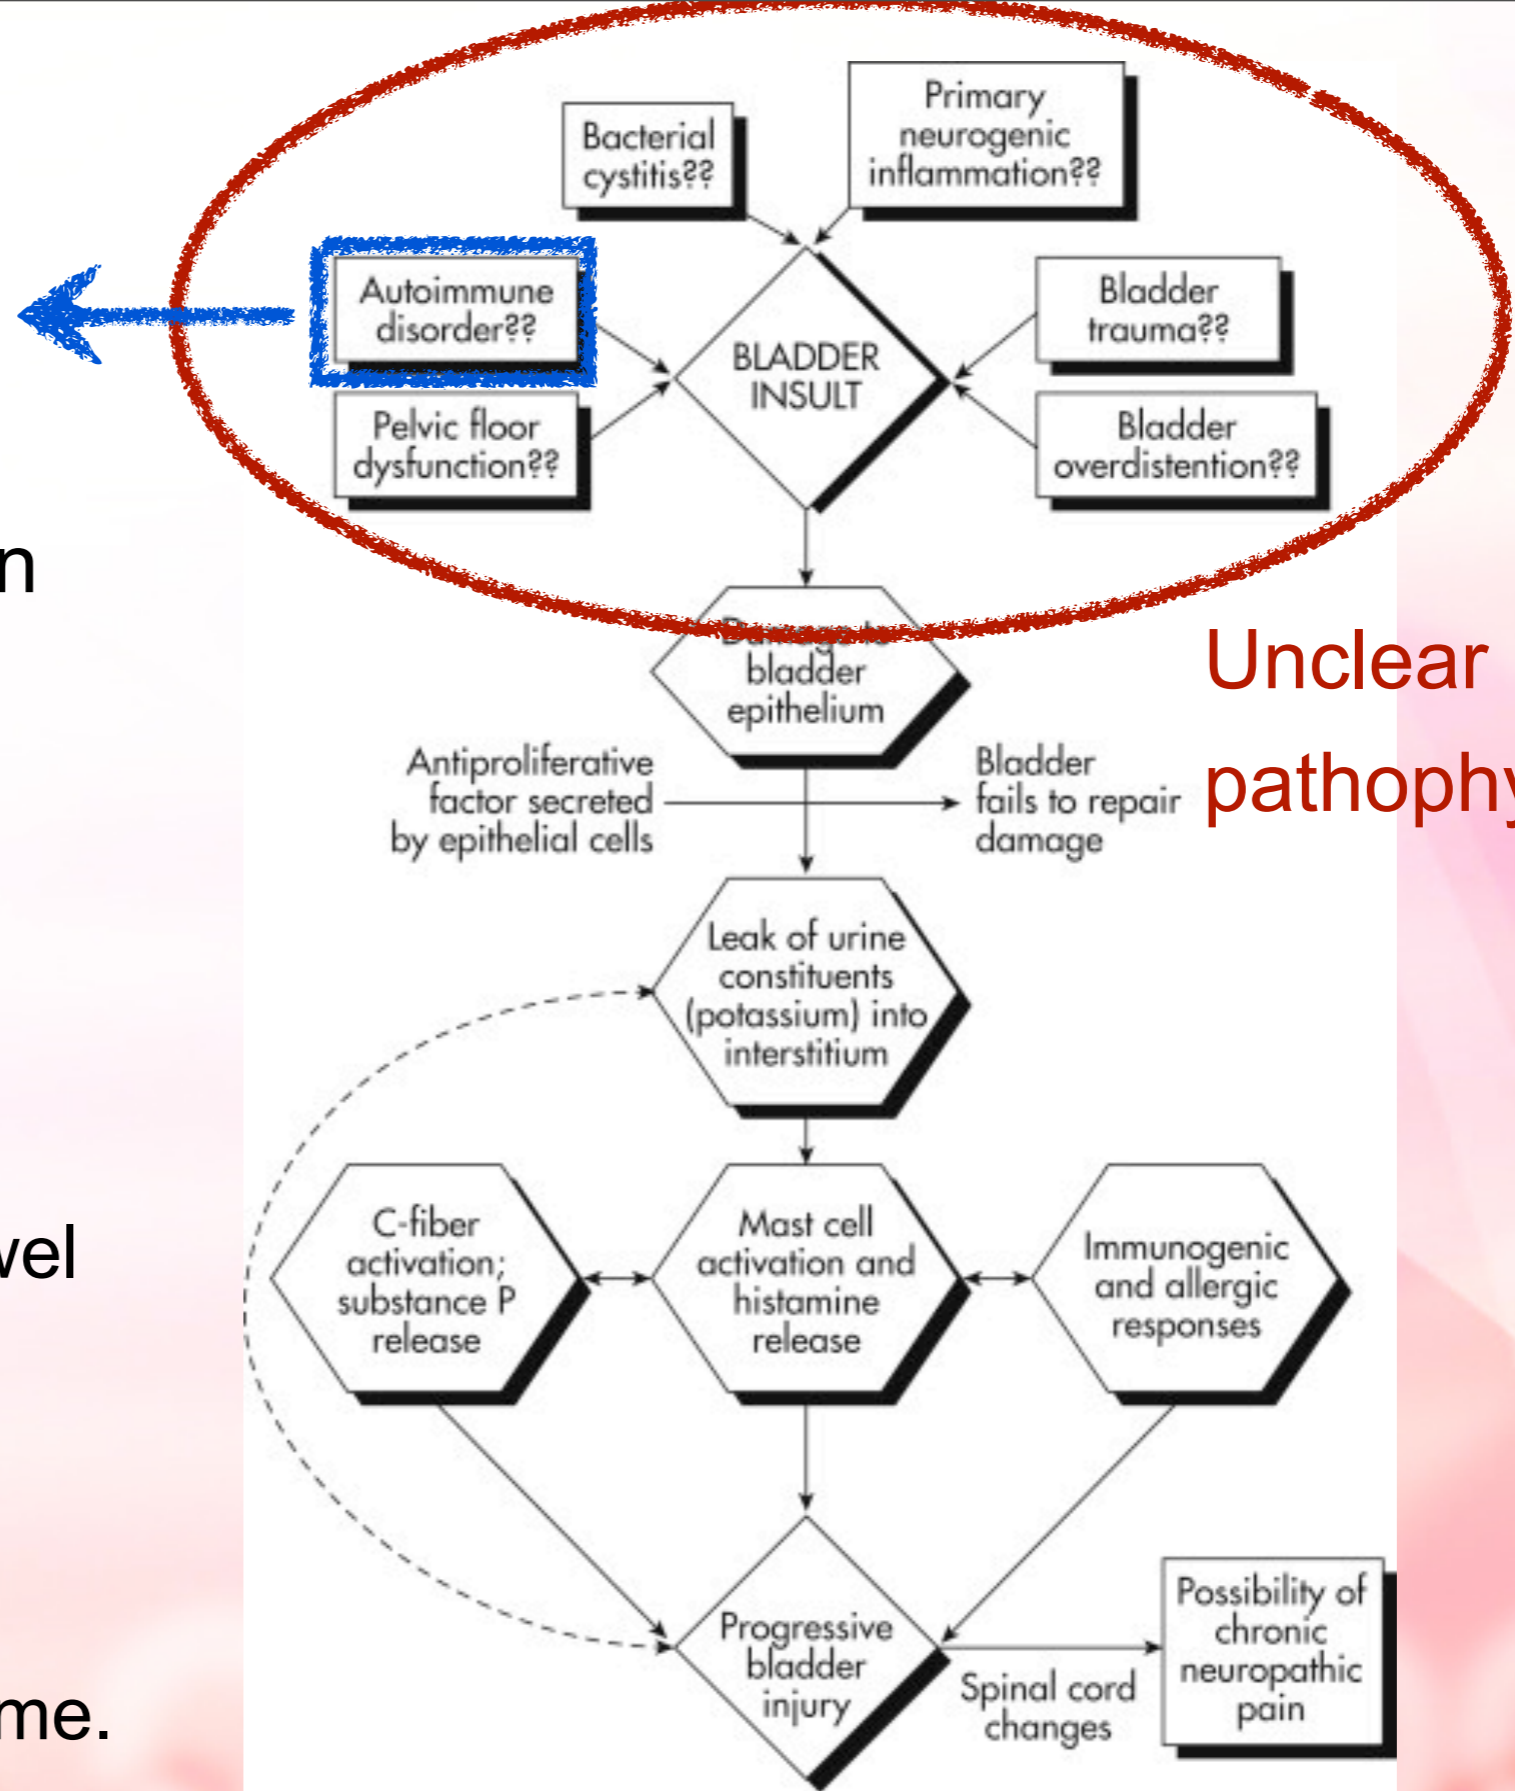 Primary
neurogenic
inflammation??
Bacterial
cystitis??
Autoimmune
disorder??
Bladder
trauma??
BLADDER
INSULT
Pelvic floor
dysfunction??
Bladder
overdistention??
n
Damage to
bladder
epithelium
Unclear
pathophy
Antiproliferative
factor secreted
by epithelial cells
Bladder
fails to repair
damage
Leak of urine
constituents
(potassium) into
interstitium
wel
C-fiber
activation;
substance P
release
Mast cell
activation and
histamine
release
Immunogenic
and allergic
responses
Progressive
bladder
injury
Spinal cord
changes
Possibility of
chronic
neuropathic
pain
me.